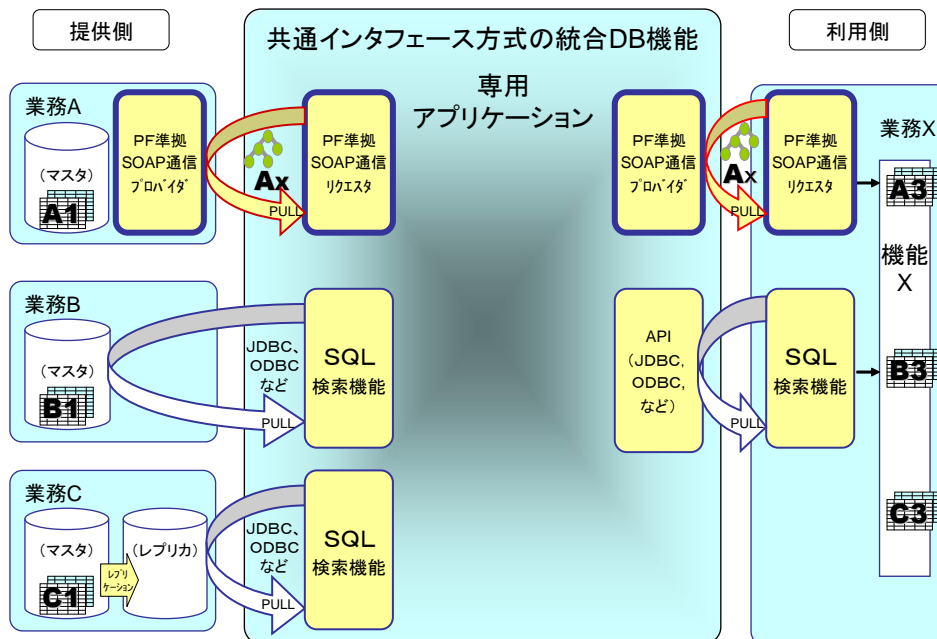 提供側
共通インタフェース方式の統合DB機能
利用側
専用
アプリケーション
業務A
(マスタ)
A1
PF準拠
SOAP通信
プロバイダ
Ax
PULL
PF準拠
SOAP通信
リクエスタ
PF準拠
SOAP通信
プロバイダ
Ax
PULL
PF準拠
SOAP通信
リクエスタ
業務X
A3
機能
X
業務B
(マスタ)
B1
JDBC、
ODBC
など
PULL
SQL
検索機能
API
(JDBC,
ODBC,
など)
PULL
SQL
検索機能
B3
業務C
(マスタ)
C1
レプリ
ケーション
(レプリカ)
JDBC、
ODBC
など
PULL
SQL
検索機能
C3